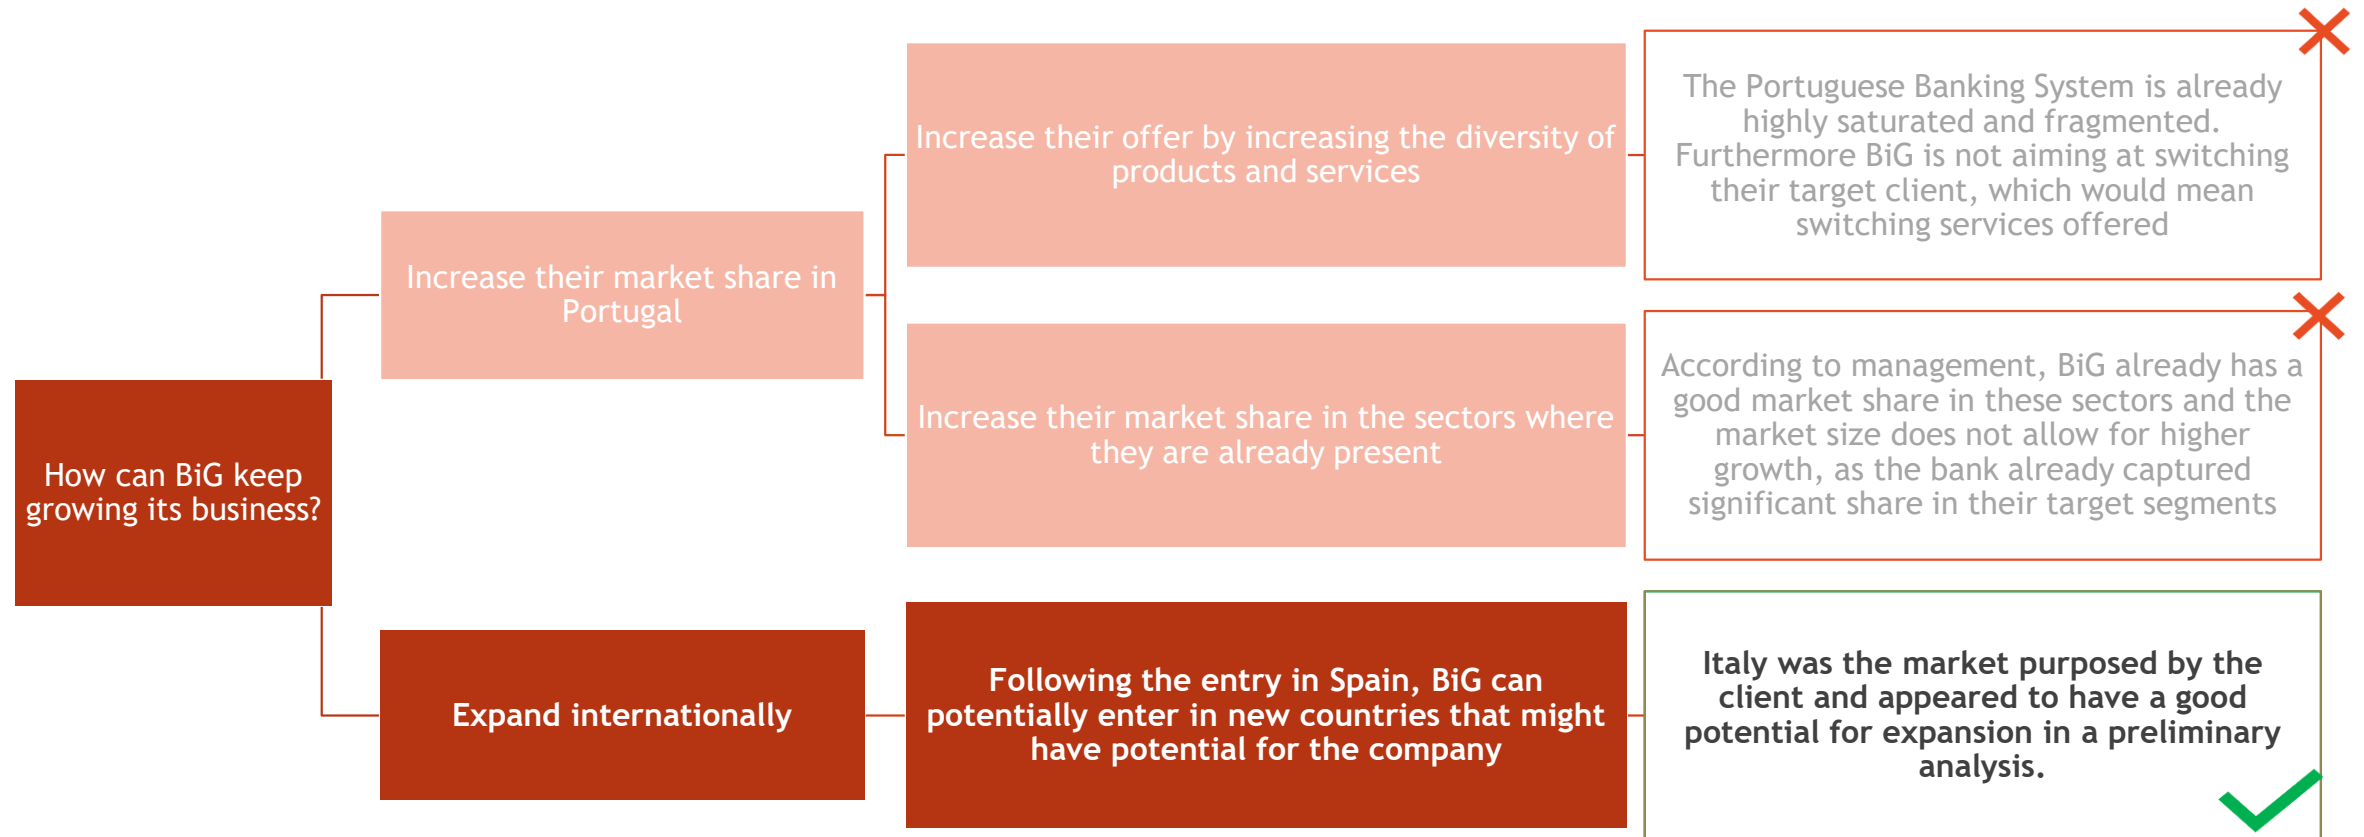 How can BiG keep
growing its business?
Increase their market share in
Portugal
Increase their offer by increasing the diversity of
products and services
The Portuguese Banking System is already
highly saturated and fragmented.
Furthermore BiG is not aiming at switching
their target client, which would mean
switching services offered
Increase their market share in the sectors where
they are already present
According to management, BiG already has a
good market share in these sectors and the
market size does not allow for higher
growth, as the bank already captured
significant share in their target segments
Expand internationally
Following the entry in Spain, BiG can
potentially enter in new countries that might
have potential for the company
Italy was the market purposed by the
client and appeared to have a good
potential for expansion in a preliminary
analysis.